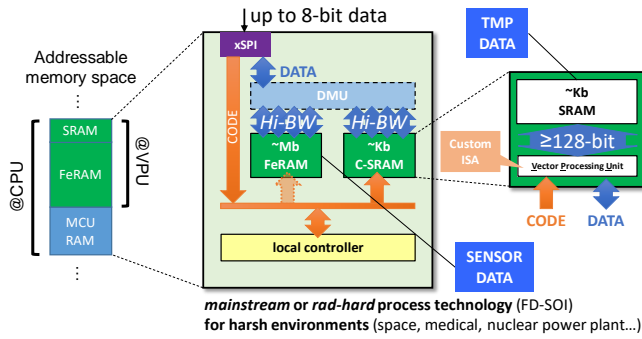 up to 8-bit data
Addressable
memory space
SRAM
FeRAM
MCU
RAM
@CPU
@VPU
⋮
⋮
xSPI
CODE
DATA
DMU
Hi-BW
Hi-BW
~Mb
FeRAM
~Kb
C-SRAM
local controller
TMP
DATA
~Kb
SRAM
≥128-bit
Custom
ISA
Vector Processing Unit
CODE
DATA
SENSOR
DATA
mainstream or rad-hard process technology (FD-SOI)
for harsh environments (space, medical, nuclear power plant…)